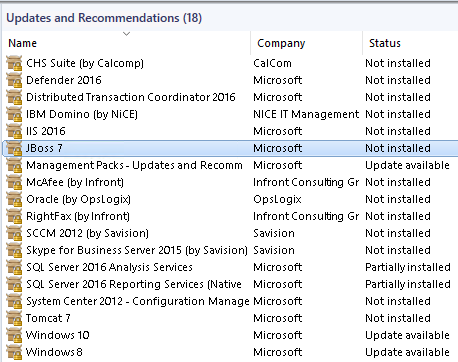 Updates and Recommendations (18)
Name Company Status
CHS Suite (by Calcomp) CalCom Not installed
Defender 2016 Microsoft Not installed
Distributed Transaction Coordinator 2016 Microsoft Not installed
IBM Domino (by NiCE) NICE IT Management Not installed
IIS 2016 Microsoft Not installed
JBoss 7 Microsoft Not installed
Management Packs - Updates and Recomm Microsoft Update available
McAfee (by Infront) Infront Consulting Gr Not installed
Oracle (by OpsLogix) OpsLogix Not installed
RightFax (by Infront) Infront Consulting Gr Not installed
SCCM 2012 (by Savision) Savision Not installed
Skype for Business Server 2015 (by Savision) Savision Not installed
SQL Server 2016 Analysis Services Microsoft Partially installed
SQL Server 2016 Reporting Services (Native Microsoft Partially installed
System Center 2012 - Configuration Manage Microsoft Not installed
Tomcat 7 Microsoft Not installed
Windows 10 Microsoft Update available
Windows 8 Microsoft Update available